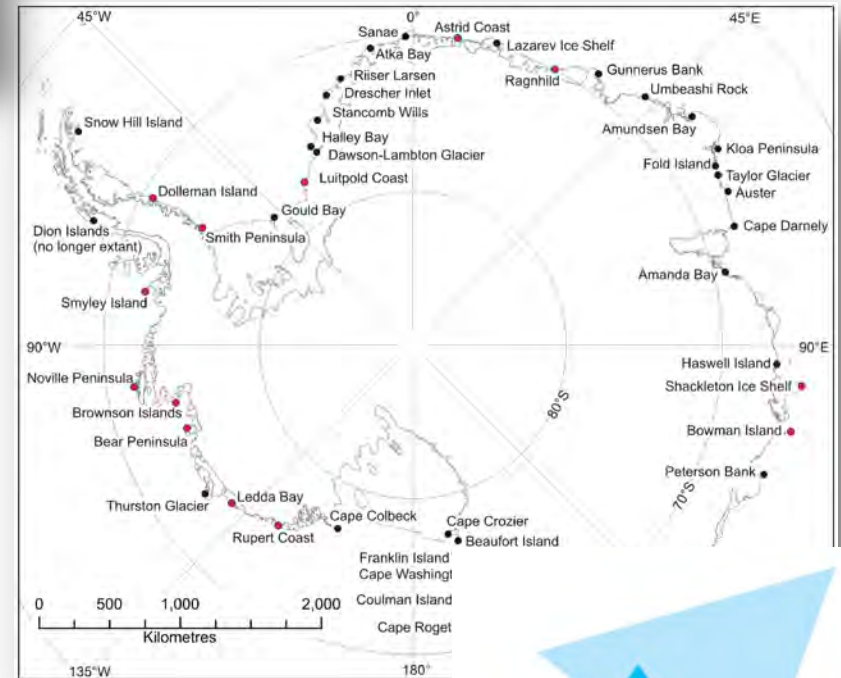 45°W
0°
45°E
Sanae
Astrid Coast
Atka Bay
Lazarev Ice Shelf
Riiser Larsen
Ragnhild
Gunnerus Bank
Drescher Inlet
Umbeashi Rock
Stancomb Wills
Amundsen Bay
Snow Hill Island
Halley Bay
Dawson-Lambton Glacier
Kloa Peninsula
Fold Island
Taylor Glacier
Luitpold Coast
Auster
Dolleman Island
Gould Bay
Dion Islands
(no longer extant)
Smith Peninsula
Cape Darnely
Amanda Bay
Smyley Island
90°W
90°E
Haswell Island
Noville Peninsula
Shackleton Ice Shelf
Brownson Islands
80°S
Bowman Island
Bear Peninsula
Peterson Bank
70°S
Thurston Glacier
Ledda Bay
Cape Colbeck
Cape Crozier
Rupert Coast
Beaufort Island
Franklin Island
Cape Washingt
Coulman Island
Cape Roget
0 500 1,000 2,000
Kilometres
135°W
180°